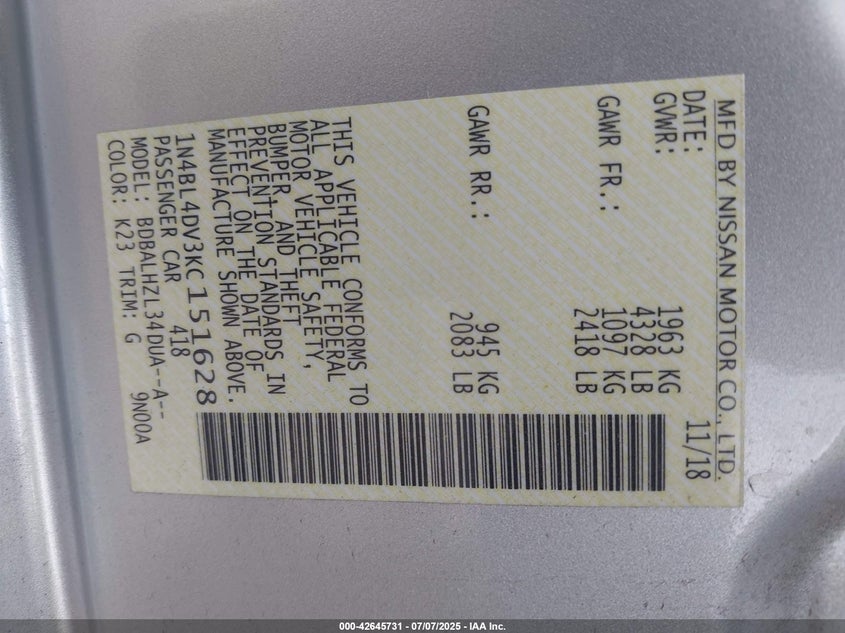 MFD BY NISSAN MOTOR CO., LTD.
DATE: 11/18
GVWR: 1963 KG
4328 LB
GAWR FR.: 1097 KG
2418 LB
GAWR RR.: 945 KG
2083 LB
THIS VEHICLE CONFORMS TO
ALL APPLICABLE FEDERAL
MOTOR VEHICLE SAFETY,
BUMPER, AND THEFT
PREVENTION STANDARDS IN
EFFECT ON THE DATE OF
MANUFACTURE SHOWN ABOVE.
1N4BL4DV3KC151628
PASSENGER CAR 418
MODEL: BDBALHZL34DUA--A--
COLOR: K23 TRIM: G 9N00A
000-42645731 - 07/07/2025 - IAA Inc.